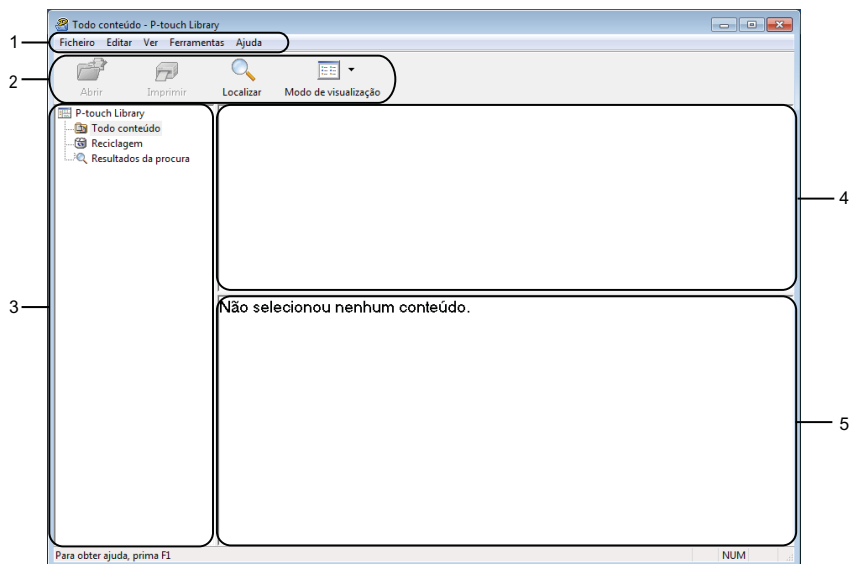 Todo conteúdo - P-touch Library
1
Ficheiro Editar Ver Ferramentas Ajuda
2
Abrir Imprimir Localizar Modo de visualização
P-touch Library
Todo conteúdo
Reciclagem
Resultados da procura
4
3
Não selecionou nenhum conteúdo.
5
Para obter ajuda, prima F1 NUM